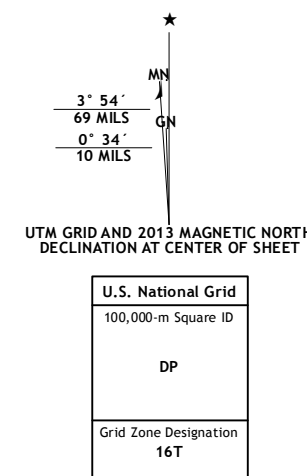 MN
3° 54´
69 MILS
GN
0° 34´
10 MILS
UTM GRID AND 2013 MAGNETIC NORTH
DECLINATION AT CENTER OF SHEET
U.S. National Grid
100,000-m Square ID
DP
Grid Zone Designation
16T